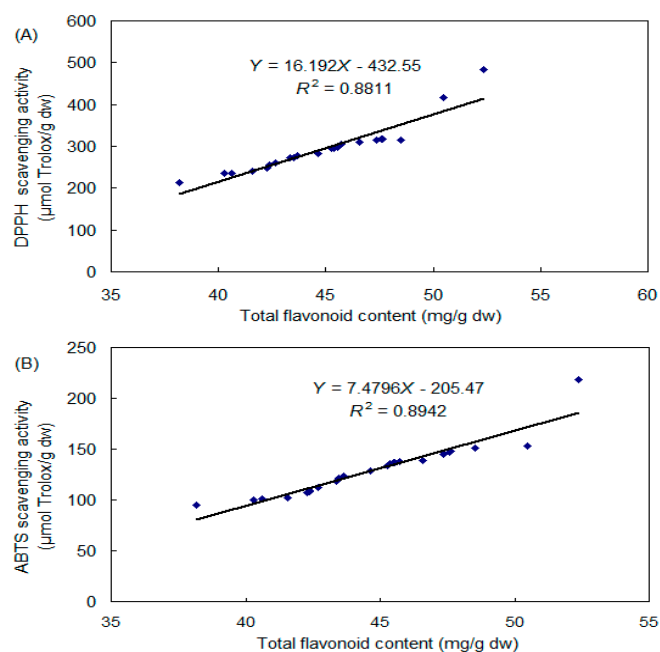 (A)
600
500
400
300
200
100
0
DPPH scavenging activity
(µmol Trolox/g dw)
Y = 16.192X - 432.55
R² = 0.8811
35 40 45 50 55 60
Total flavonoid content (mg/g dw)
(B)
250
200
150
100
50
0
ABTS scavenging activity
(µmol Trolox/g dw)
Y = 7.4796X - 205.47
R² = 0.8942
35 40 45 50 55
Total flavonoid content (mg/g dw)